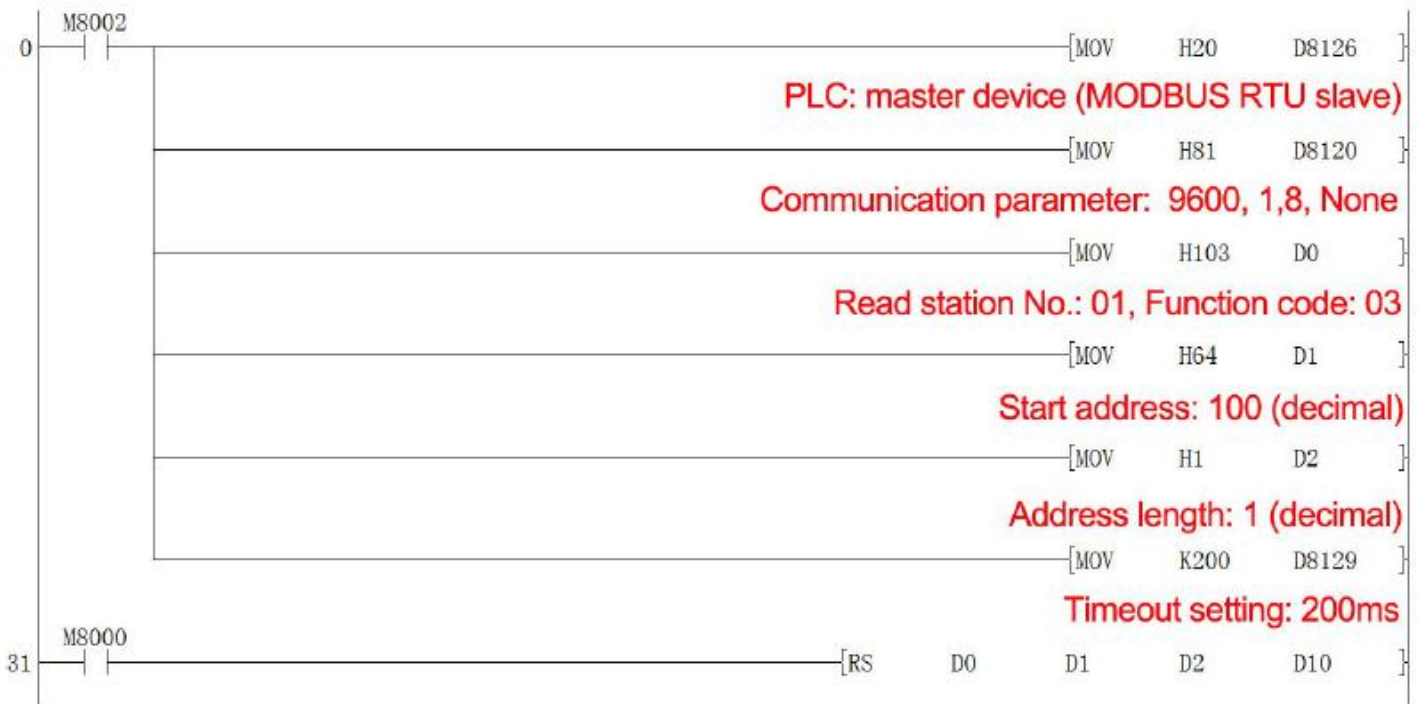 M8002
0 [MOV H20 D8126 ]
PLC: master device (MODBUS RTU slave)
[MOV H81 D8120 ]
Communication parameter: 9600, 1,8, None
[MOV H103 D0 ]
Read station No.: 01, Function code: 03
[MOV H64 D1 ]
Start address: 100 (decimal)
[MOV H1 D2 ]
Address length: 1 (decimal)
[MOV K200 D8129 ]
Timeout setting: 200ms
M8000
31 [RS D0 D1 D2 D10 ]